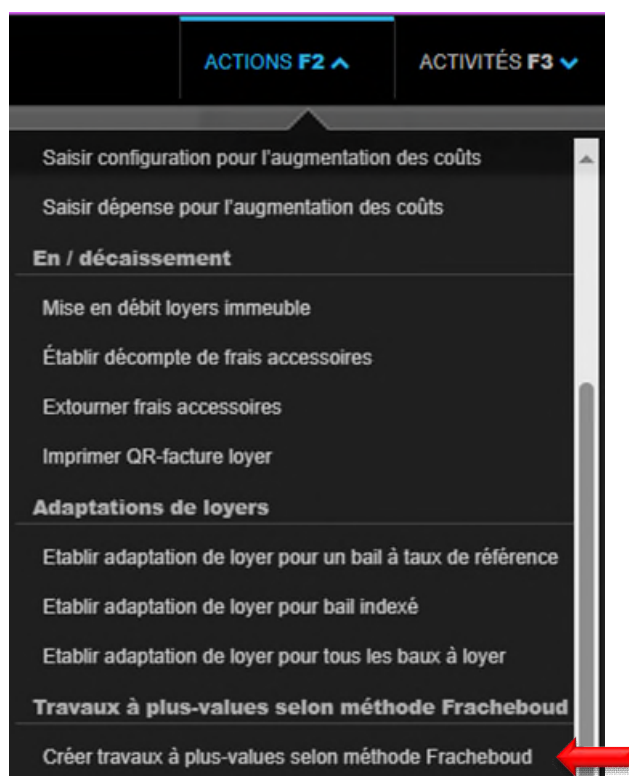 ACTIONS F2 ACTIVITÉS F3
Saisir configuration pour l'augmentation des coûts
Saisir dépense pour l'augmentation des coûts
En / décaissement
Mise en débit loyers immeuble
Établir décompte de frais accessoires
Extourner frais accessoires
Imprimer QR-facture loyer
Adaptations de loyers
Etablir adaptation de loyer pour un bail à taux de référence
Etablir adaptation de loyer pour bail indexé
Etablir adaptation de loyer pour tous les baux à loyer
Travaux à plus-values selon méthode Fracheboud
Créer travaux à plus-values selon méthode Fracheboud